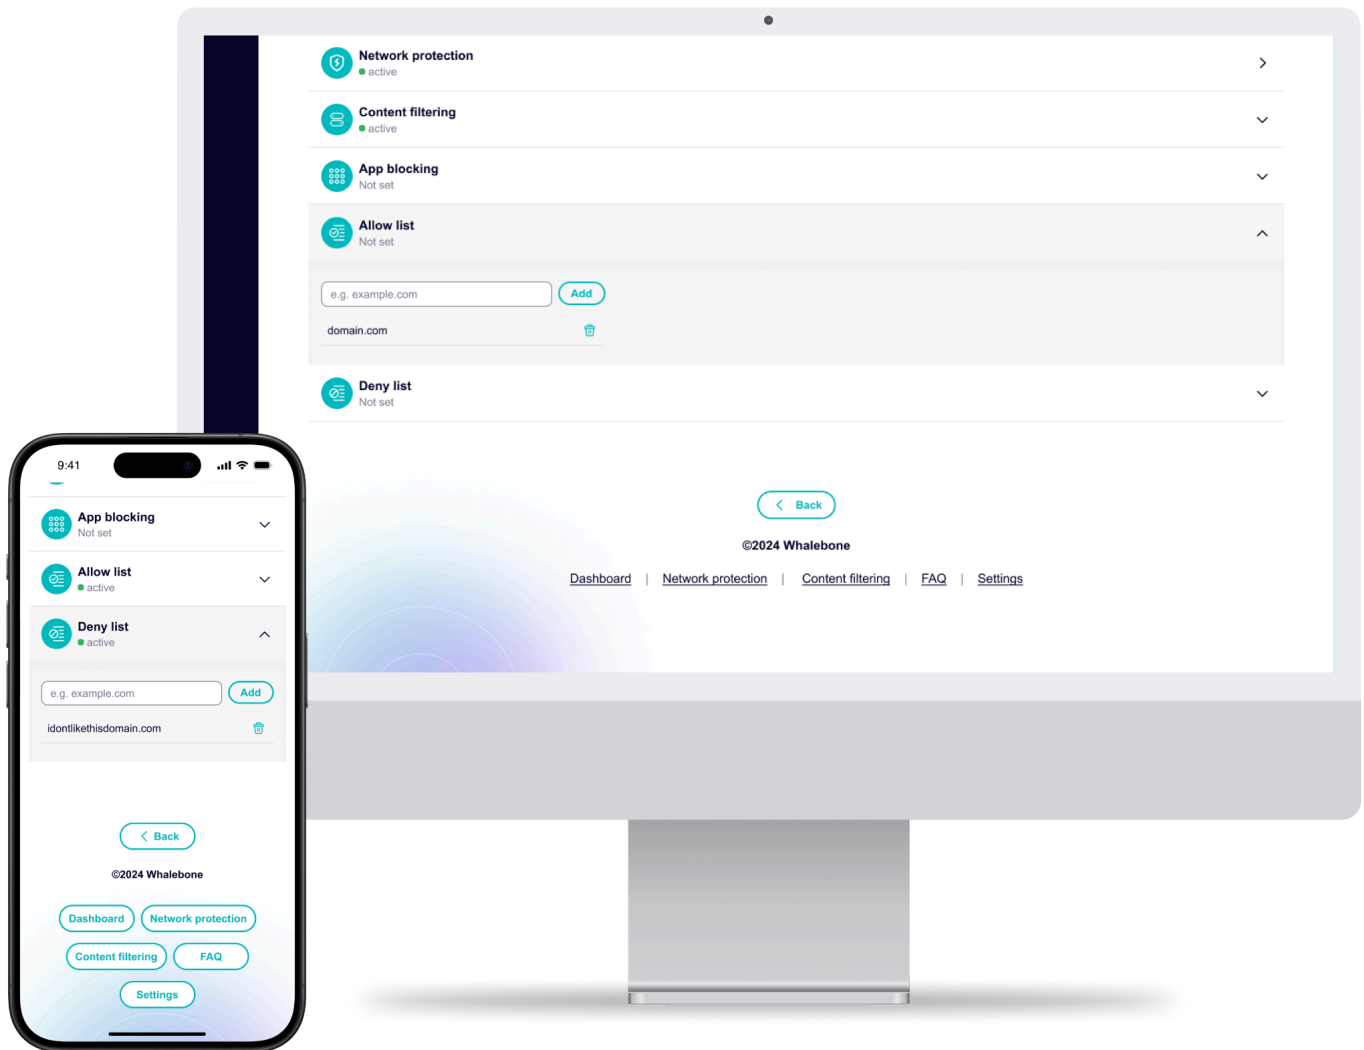 Network protection
active
Content filtering
active
App blocking
Not set
Allow list
Not set
e.g. example.com
Add
domain.com
Deny list
Not set
Back
©2024 Whalebone
Dashboard | Network protection | Content filtering | FAQ | Settings
9:41
App blocking
Not set
Allow list
active
Deny list
active
e.g. example.com
Add
idontlikethisdomain.com
Back
©2024 Whalebone
Dashboard
Network protection
Content filtering
FAQ
Settings